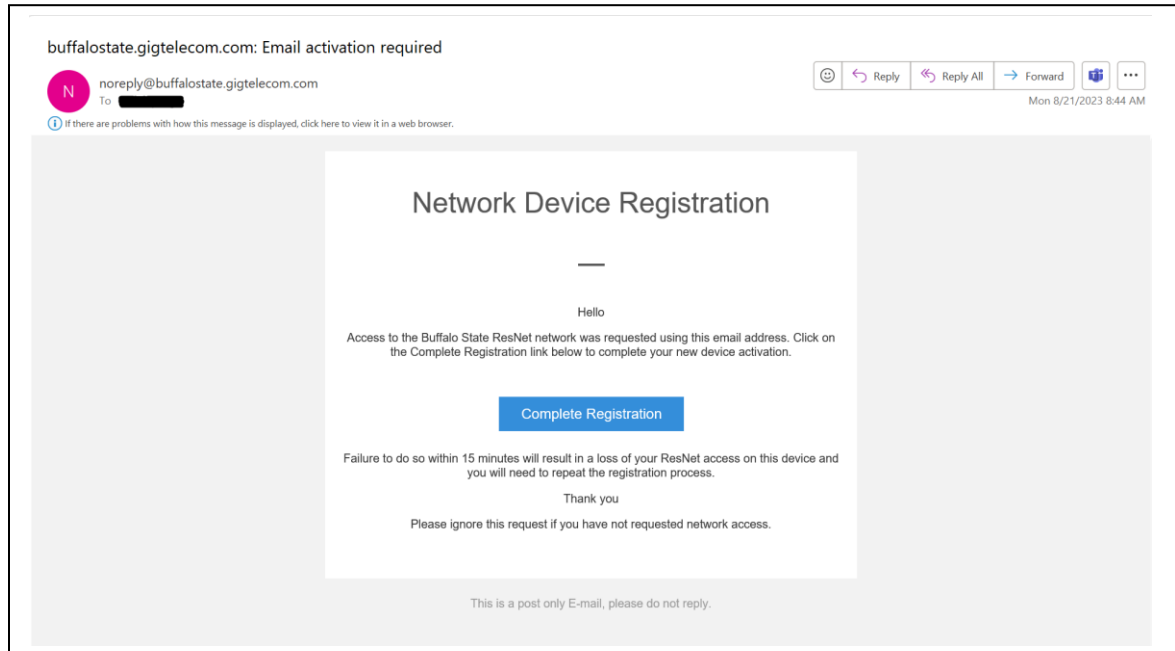 buffalostate.gigtelecom.com: Email activation required
N
noreply@buffalostate.gigtelecom.com
To
Reply
Reply All
Forward
Mon 8/21/2023 8:44 AM
If there are problems with how this message is displayed, click here to view it in a web browser.
Network Device Registration
Hello
Access to the Buffalo State ResNet network was requested using this email address. Click on
the Complete Registration link below to complete your new device activation.
Complete Registration
Failure to do so within 15 minutes will result in a loss of your ResNet access on this device and
you will need to repeat the registration process.
Thank you
Please ignore this request if you have not requested network access.
This is a post only E-mail, please do not reply.